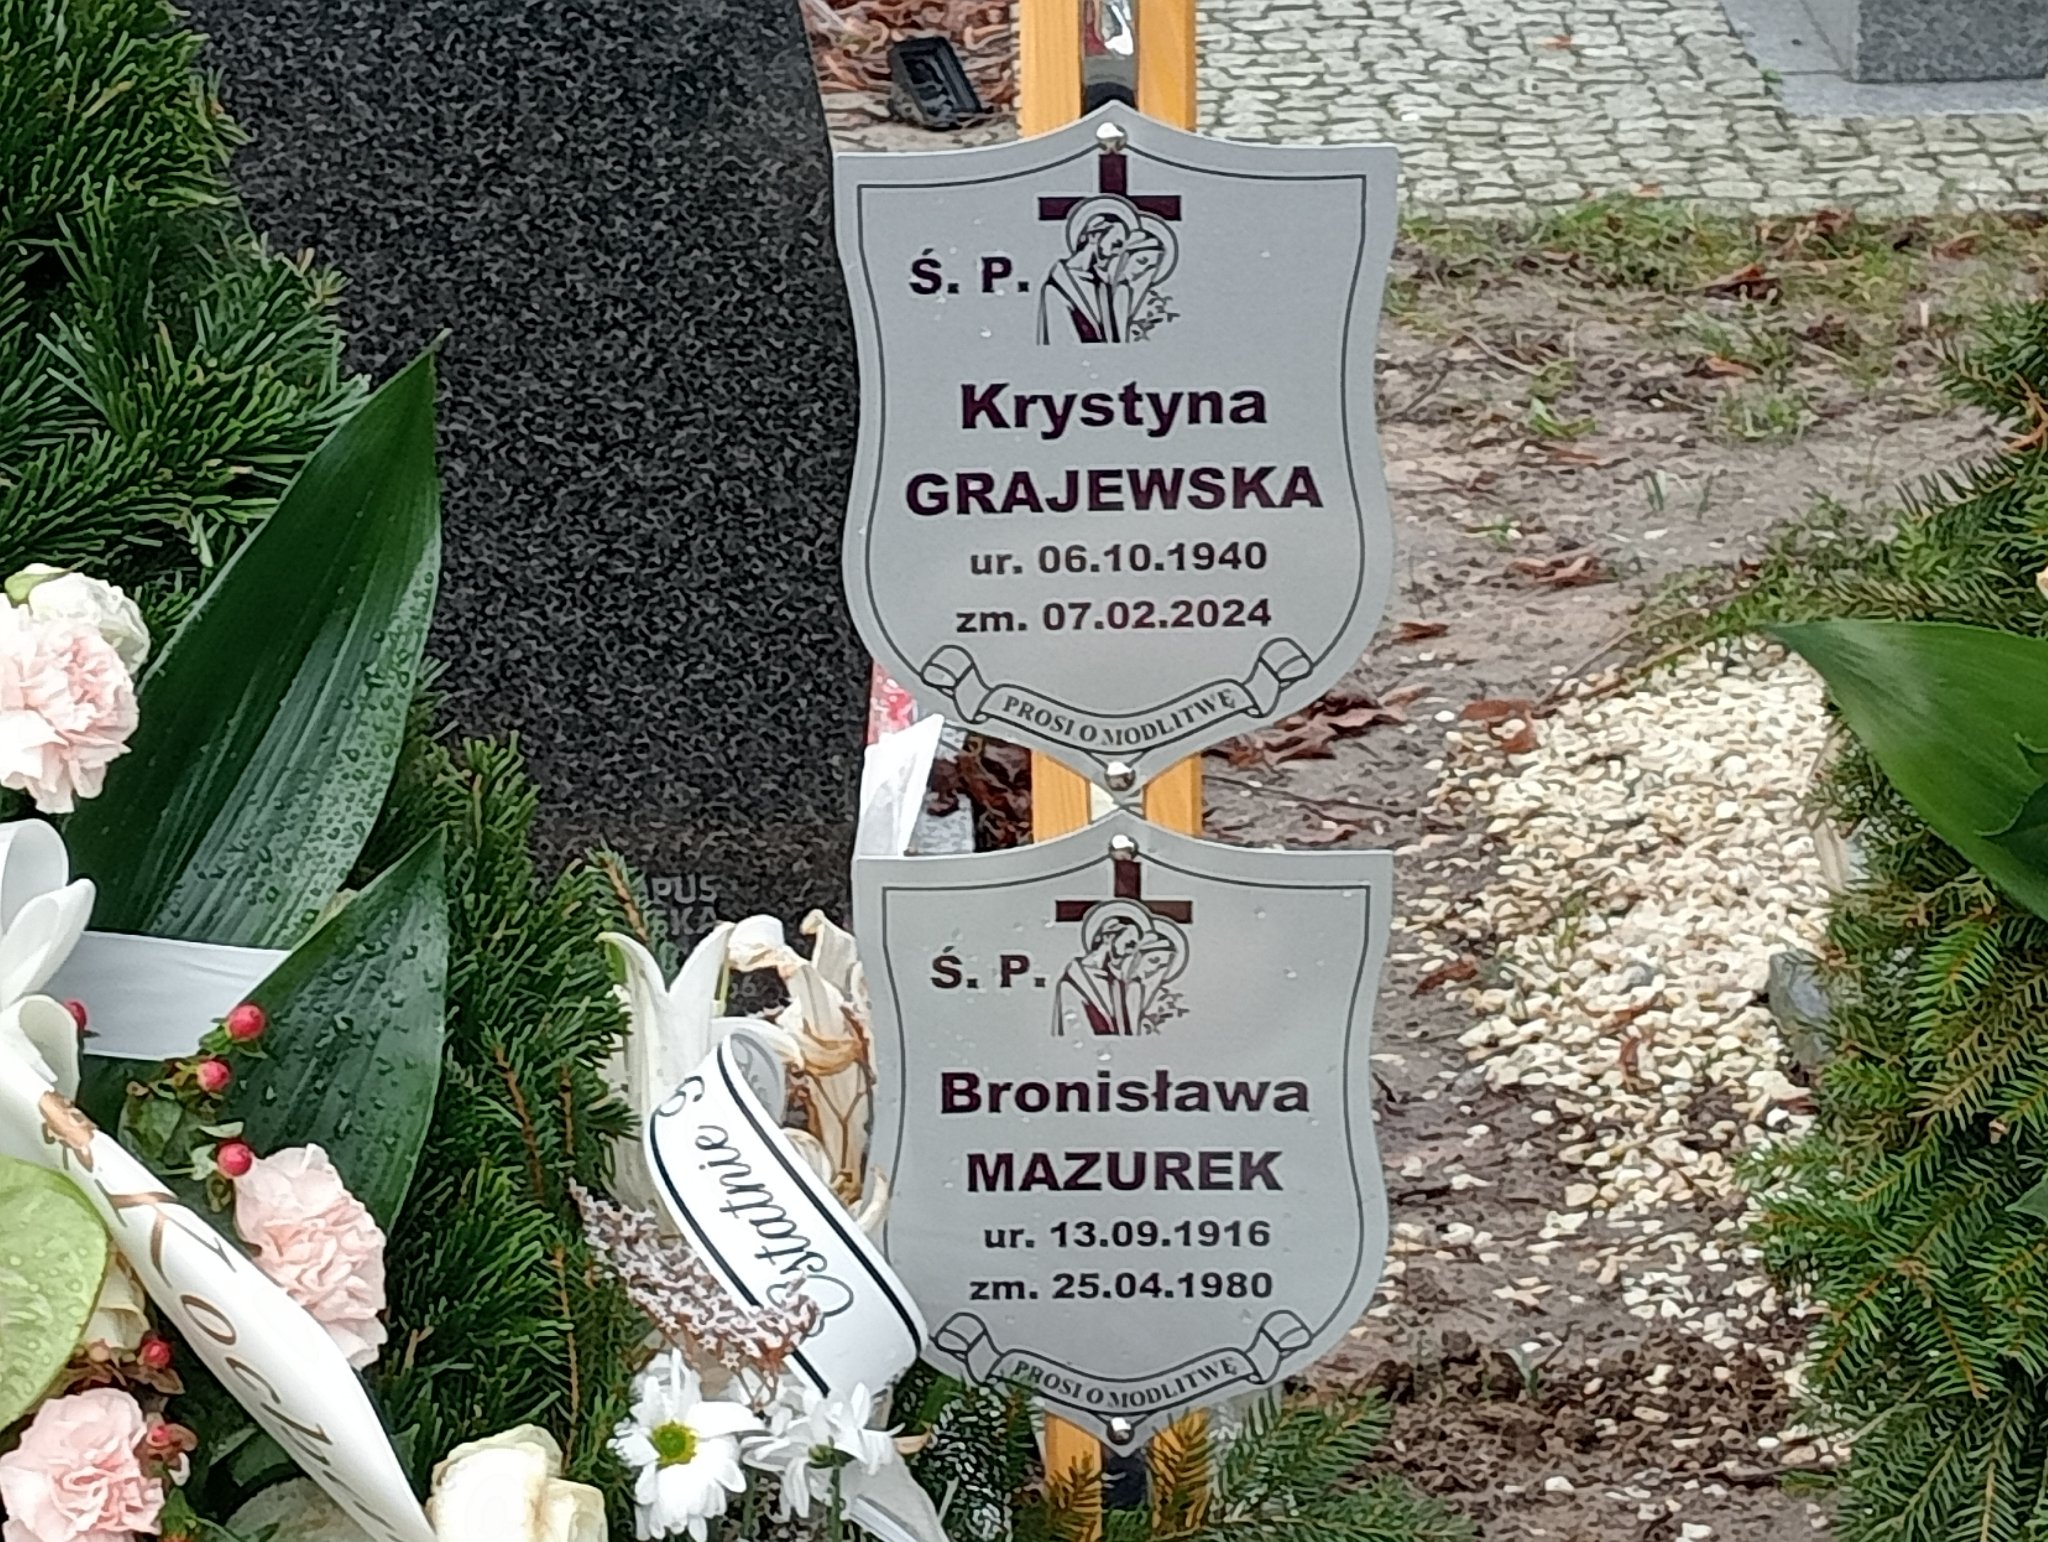 Ś. P.
Krystyna
GRAJEWSKA
ur. 06.10.1940
zm. 07.02.2024
PROSI O MODLITWĘ
Ś. P.
Bronisława
MAZUREK
ur. 13.09.1916
zm. 25.04.1980
PROSI O MODLITWĘ
Ostatnie